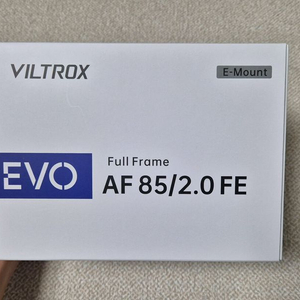 VILTROX
E-Mount
EVO
Full Frame
AF 85/2.0 FE